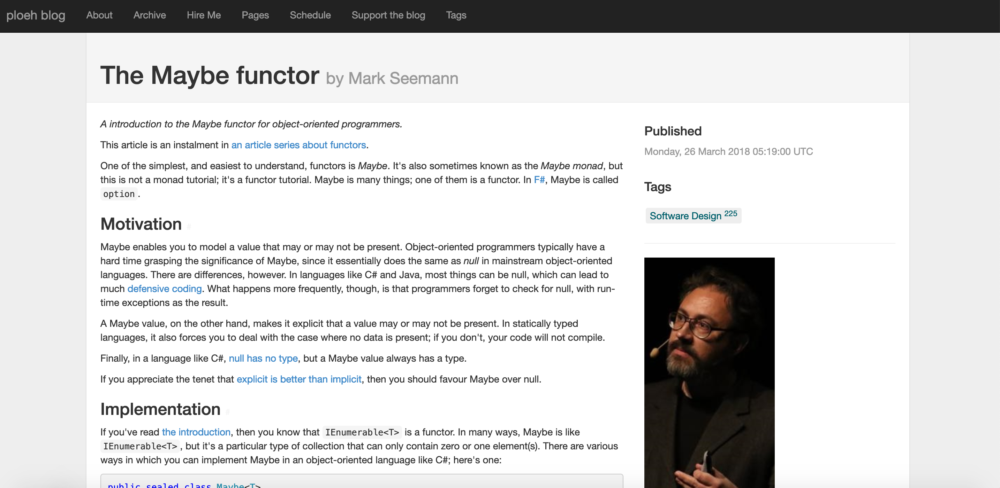 ploeh blog About Archive Hire Me Pages Schedule Support the blog Tags
The Maybe functor by Mark Seemann
A introduction to the Maybe functor for object-oriented programmers.
This article is an instalment in an article series about functors.
One of the simplest, and easiest to understand, functors is Maybe. It's also sometimes known as the Maybe monad, but
this is not a monad tutorial; it's a functor tutorial. Maybe is many things; one of them is a functor. In F#, Maybe is called
option.
Motivation #
Maybe enables you to model a value that may or may not be present. Object-oriented programmers typically have a
hard time grasping the significance of Maybe, since it essentially does the same as null in mainstream object-oriented
languages. There are differences, however. In languages like C# and Java, most things can be null, which can lead to
much defensive coding. What happens more frequently, though, is that programmers forget to check for null, with run-
time exceptions as the result.
A Maybe value, on the other hand, makes it explicit that a value may or may not be present. In statically typed
languages, it also forces you to deal with the case where no data is present; if you don't, your code will not compile.
Finally, in a language like C#, null has no type, but a Maybe value always has a type.
If you appreciate the tenet that explicit is better than implicit, then you should favour Maybe over null.
Implementation #
If you've read the introduction, then you know that IEnumerable<T> is a functor. In many ways, Maybe is like
IEnumerable<T>, but it's a particular type of collection that can only contain zero or one element(s). There are various
ways in which you can implement Maybe in an object-oriented language like C#; here's one:
public sealed class Maybe<T>
Published
Monday, 26 March 2018 05:19:00 UTC
Tags
Software Design 225